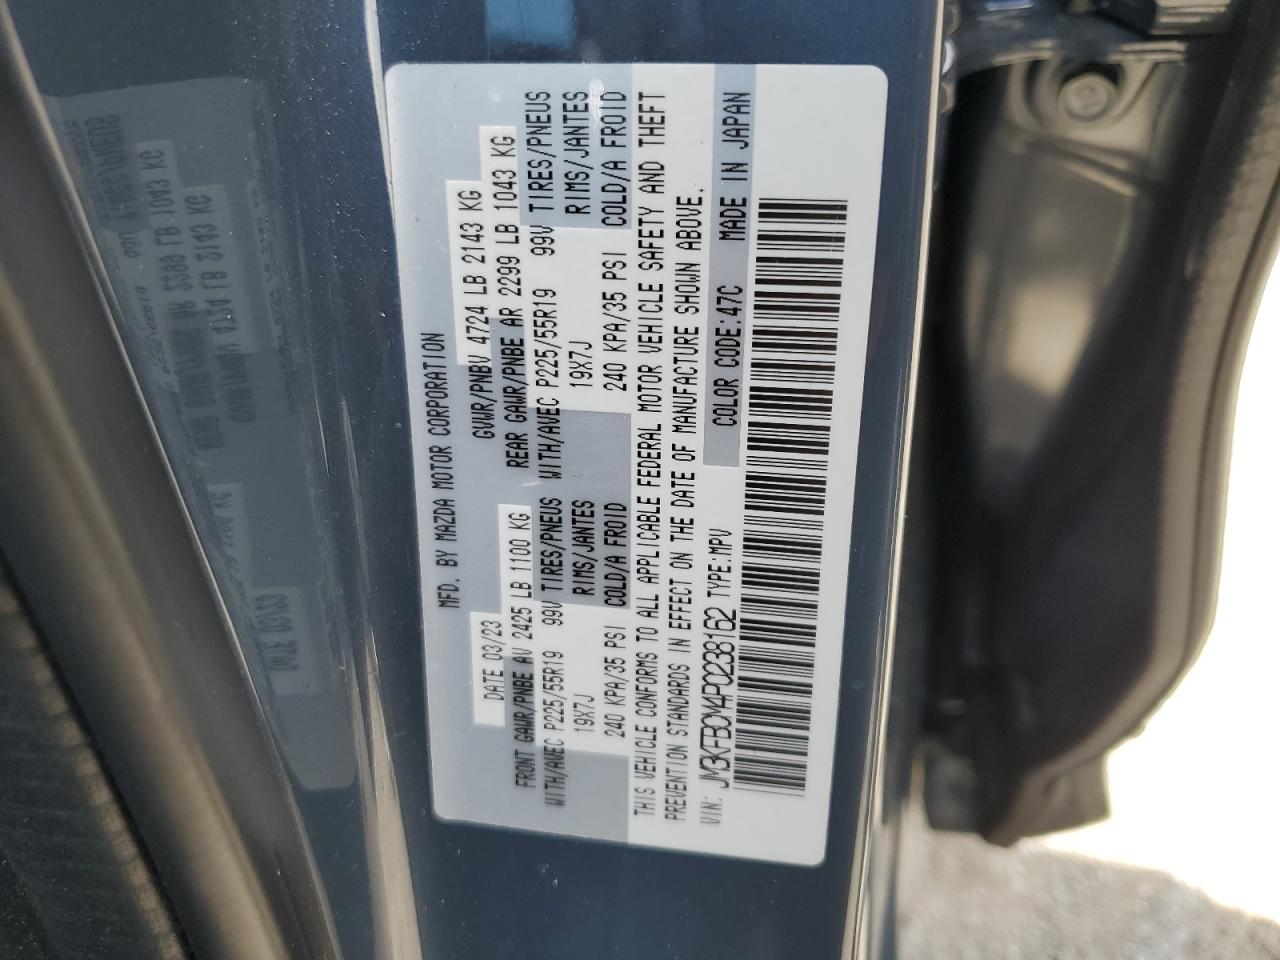 MFD. BY MAZDA MOTOR CORPORATION
DATE 03/23 GVWR/PNBV 4724 LB 2143 KG
FRONT GAWR/PNBE AV 2425 LB 1100 KG REAR GAWR/PNBE AR 2299 LB 1043 KG
WITH/AVEC P225/55R19 99V TIRES/PNEUS WITH/AVEC P225/55R19 99V TIRES/PNEUS
19X7J RIMS/JANTES 19X7J RIMS/JANTES
240 KPA/35 PSI COLD/A FROID 240 KPA/35 PSI COLD/A FROID
THIS VEHICLE CONFORMS TO ALL APPLICABLE FEDERAL MOTOR VEHICLE SAFETY AND THEFT
PREVENTION STANDARDS IN EFFECT ON THE DATE OF MANUFACTURE SHOWN ABOVE.
VIN: JM3KFBCM4P0238162 TYPE:MPV COLOR CODE:47C MADE IN JAPAN